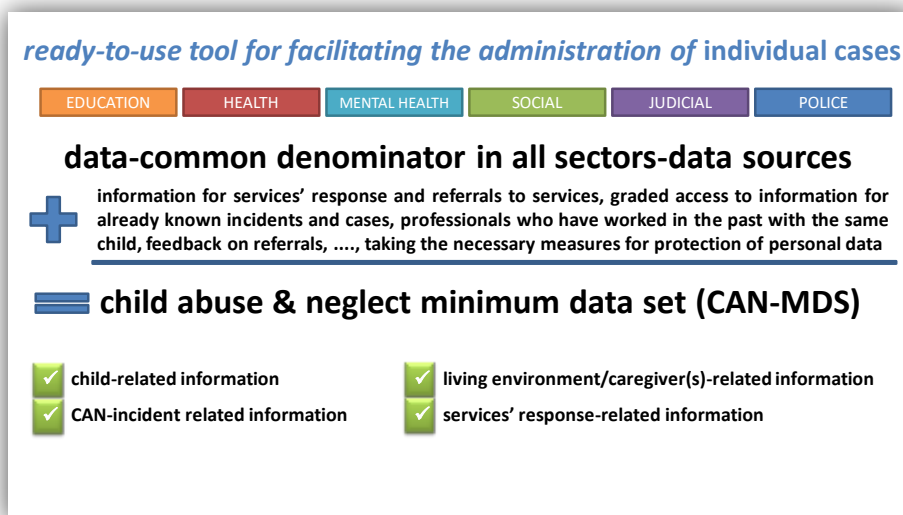 ready-to-use tool for facilitating the administration of individual cases
EDUCATION HEALTH MENTAL HEALTH SOCIAL JUDICIAL POLICE
data-common denominator in all sectors-data sources
information for services’ response and referrals to services, graded access to information for
already known incidents and cases, professionals who have worked in the past with the same
child, feedback on referrals, ...., taking the necessary measures for protection of personal data
child abuse & neglect minimum data set (CAN-MDS)
child-related information
CAN-incident related information
living environment/caregiver(s)-related information
services’ response-related information